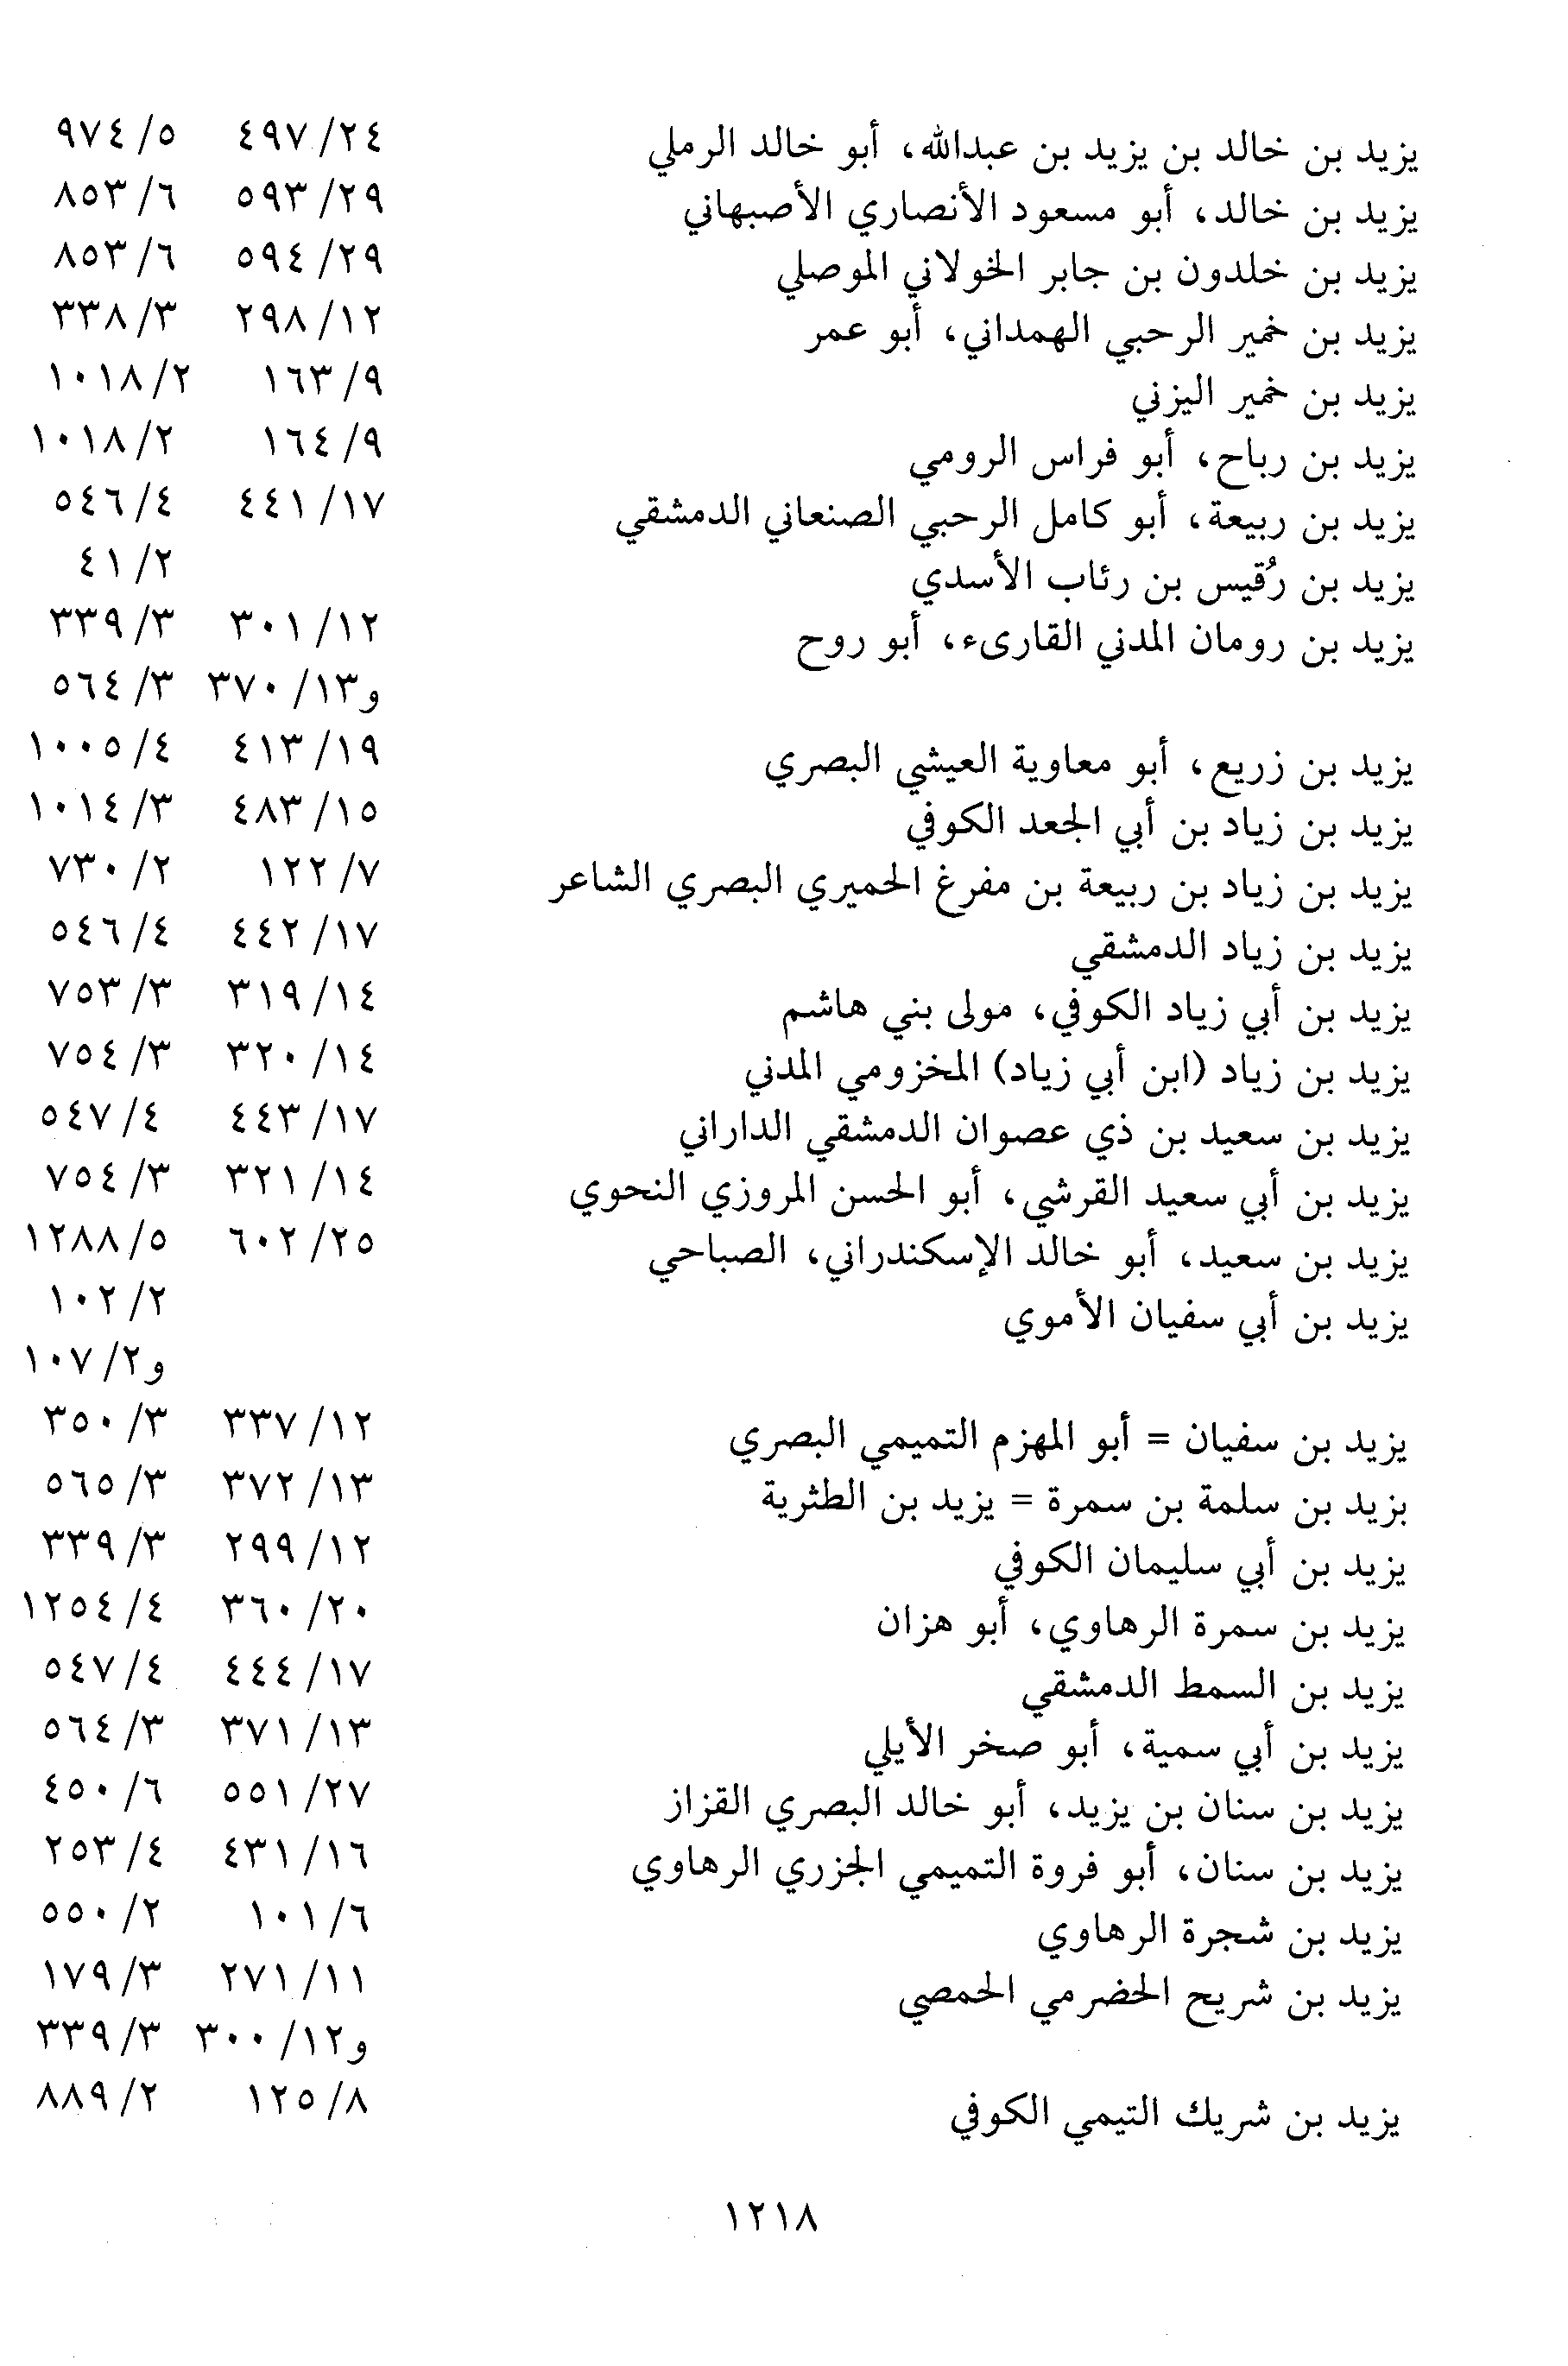 يزيد بن خالد بن يزيد بن عبدالله، أبو خالد الرملي ٢٤/ ٤٩٧ ٥/ ٩٧٤
يزيد بن خالد، أبو مسعود الأنصاري الأصبهاني ٢٩/ ٥٩٣ ٦/ ٨٥٣
يزيد بن خلدون بن جابر الخولاني الموصلي ٢٩/ ٥٩٤ ٦/ ٨٥٣
يزيد بن خمير الرحبي الهمداني، أبو عمر ١٢/ ٢٩٨ ٣/ ٣٣٨
يزيد بن خمير اليزني ٩/ ١٦٣ ٢/ ١٠١٨
يزيد بن رباح، أبو فراس الرومي ٩/ ١٦٤ ٢/ ١٠١٨
يزيد بن ربيعة، أبو كامل الرحبي الصنعاني الدمشقي ١٧/ ٤٤١ ٤/ ٥٤٦
يزيد بن رُقيس بن رئاب الأسدي ٢/ ٤١
يزيد بن رومان المدني القارىء، أبو روح ١٢/ ٣٠١ ٣/ ٣٣٩
و١٣/ ٣٧٠ ٣/ ٥٦٤
يزيد بن زريع، أبو معاوية العيشي البصري ١٩/ ٤١٣ ٤/ ١٠٠٥
يزيد بن زياد بن أبي الجعد الكوفي ١٥/ ٤٨٣ ٣/ ١٠١٤
يزيد بن زياد بن ربيعة بن مفرغ الحميري البصري الشاعر ٧/ ١٢٢ ٢/ ٧٣٠
يزيد بن زياد الدمشقي ١٧/ ٤٤٢ ٤/ ٥٤٦
يزيد بن أبي زياد الكوفي، مولى بني هاشم ١٤/ ٣١٩ ٣/ ٧٥٣
يزيد بن زياد (ابن أبي زياد) المخزومي المدني ١٤/ ٣٢٠ ٣/ ٧٥٤
يزيد بن سعيد بن ذي عصوان الدمشقي الداراني ١٧/ ٤٤٣ ٤/ ٥٤٧
يزيد بن أبي سعيد القرشي، أبو الحسن المروزي النحوي ١٤/ ٣٢١ ٣/ ٧٥٤
يزيد بن سعيد، أبو خالد الإسكندراني، الصباحي ٢٥/ ٦٠٢ ٥/ ١٢٨٨
يزيد بن أبي سفيان الأموي ٢/ ١٠٢
و٢/ ١٠٧
يزيد بن سفيان = أبو المهزم التميمي البصري ١٢/ ٣٣٧ ٣/ ٣٥٠
بزيد بن سلمة بن سمرة = يزيد بن الطثرية ١٣/ ٣٧٢ ٣/ ٥٦٥
يزيد بن أبي سليمان الكوفي ١٢/ ٢٩٩ ٣/ ٣٣٩
يزيد بن سمرة الرهاوي، أبو هزان ٢٠/ ٣٦٠ ٤/ ١٢٥٤
يزيد بن السمط الدمشقي ١٧/ ٤٤٤ ٤/ ٥٤٧
يزيد بن أبي سمية، أبو صخر الأيلي ١٣/ ٣٧١ ٣/ ٥٦٤
يزيد بن سنان بن يزيد، أبو خالد البصري القزاز ٢٧/ ٥٥١ ٦/ ٤٥٠
يزيد بن سنان، أبو فروة التميمي الجزري الرهاوي ١٦/ ٤٣١ ٤/ ٢٥٣
يزيد بن شجرة الرهاوي ٦/ ١٠١ ٢/ ٥٥٠
يزيد بن شريح الحضرمي الحمصي ١١/ ٢٧١ ٣/ ١٧٩
و١٢/ ٣٠٠ ٣/ ٣٣٩
يزيد بن شريك التيمي الكوفي ٨/ ١٢٥ ٢/ ٨٨٩
١٢١٨